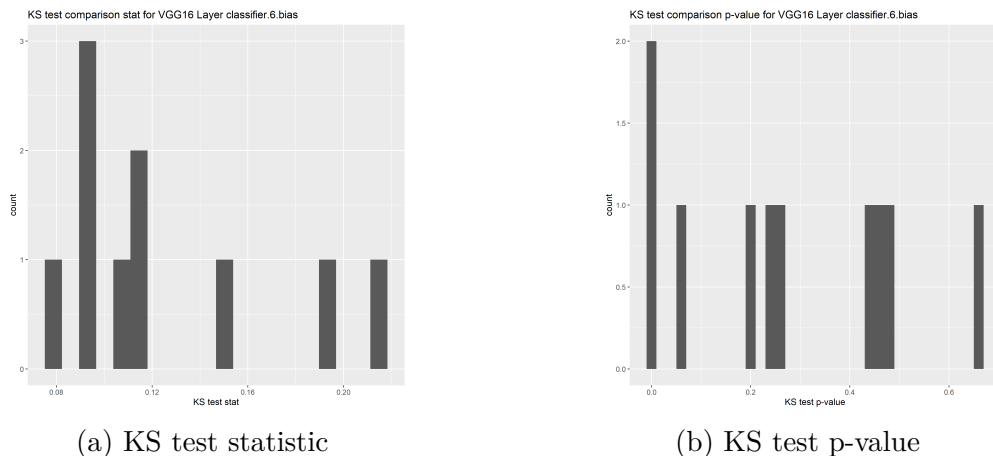 KS test comparison stat for VGG16 Layer classifier.6.bias
3
2
1
0
count
0.08 0.12 0.16 0.20
KS test stat
(a) KS test statistic
KS test comparison p-value for VGG16 Layer classifier.6.bias
2.0
1.5
1.0
0.5
0.0
count
0.0 0.2 0.4 0.6
KS test p-value
(b) KS test p-value